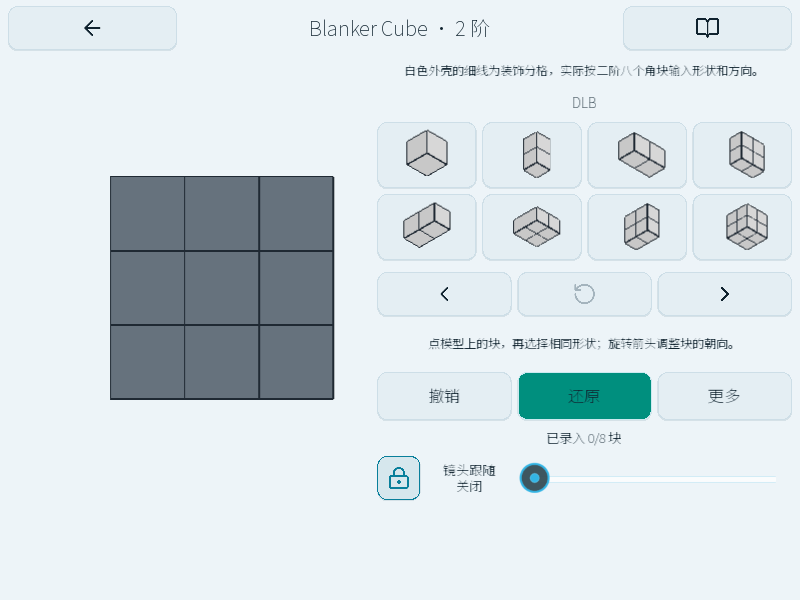 Blanker Cube · 2 阶
白色外壳的细线为装饰分格，实际按二阶八个角块输入形状和方向。
DLB
点模型上的块，再选择相同形状；旋转箭头调整块的朝向。
撤销
还原
更多
已录入 0/8 块
镜头跟随
关闭